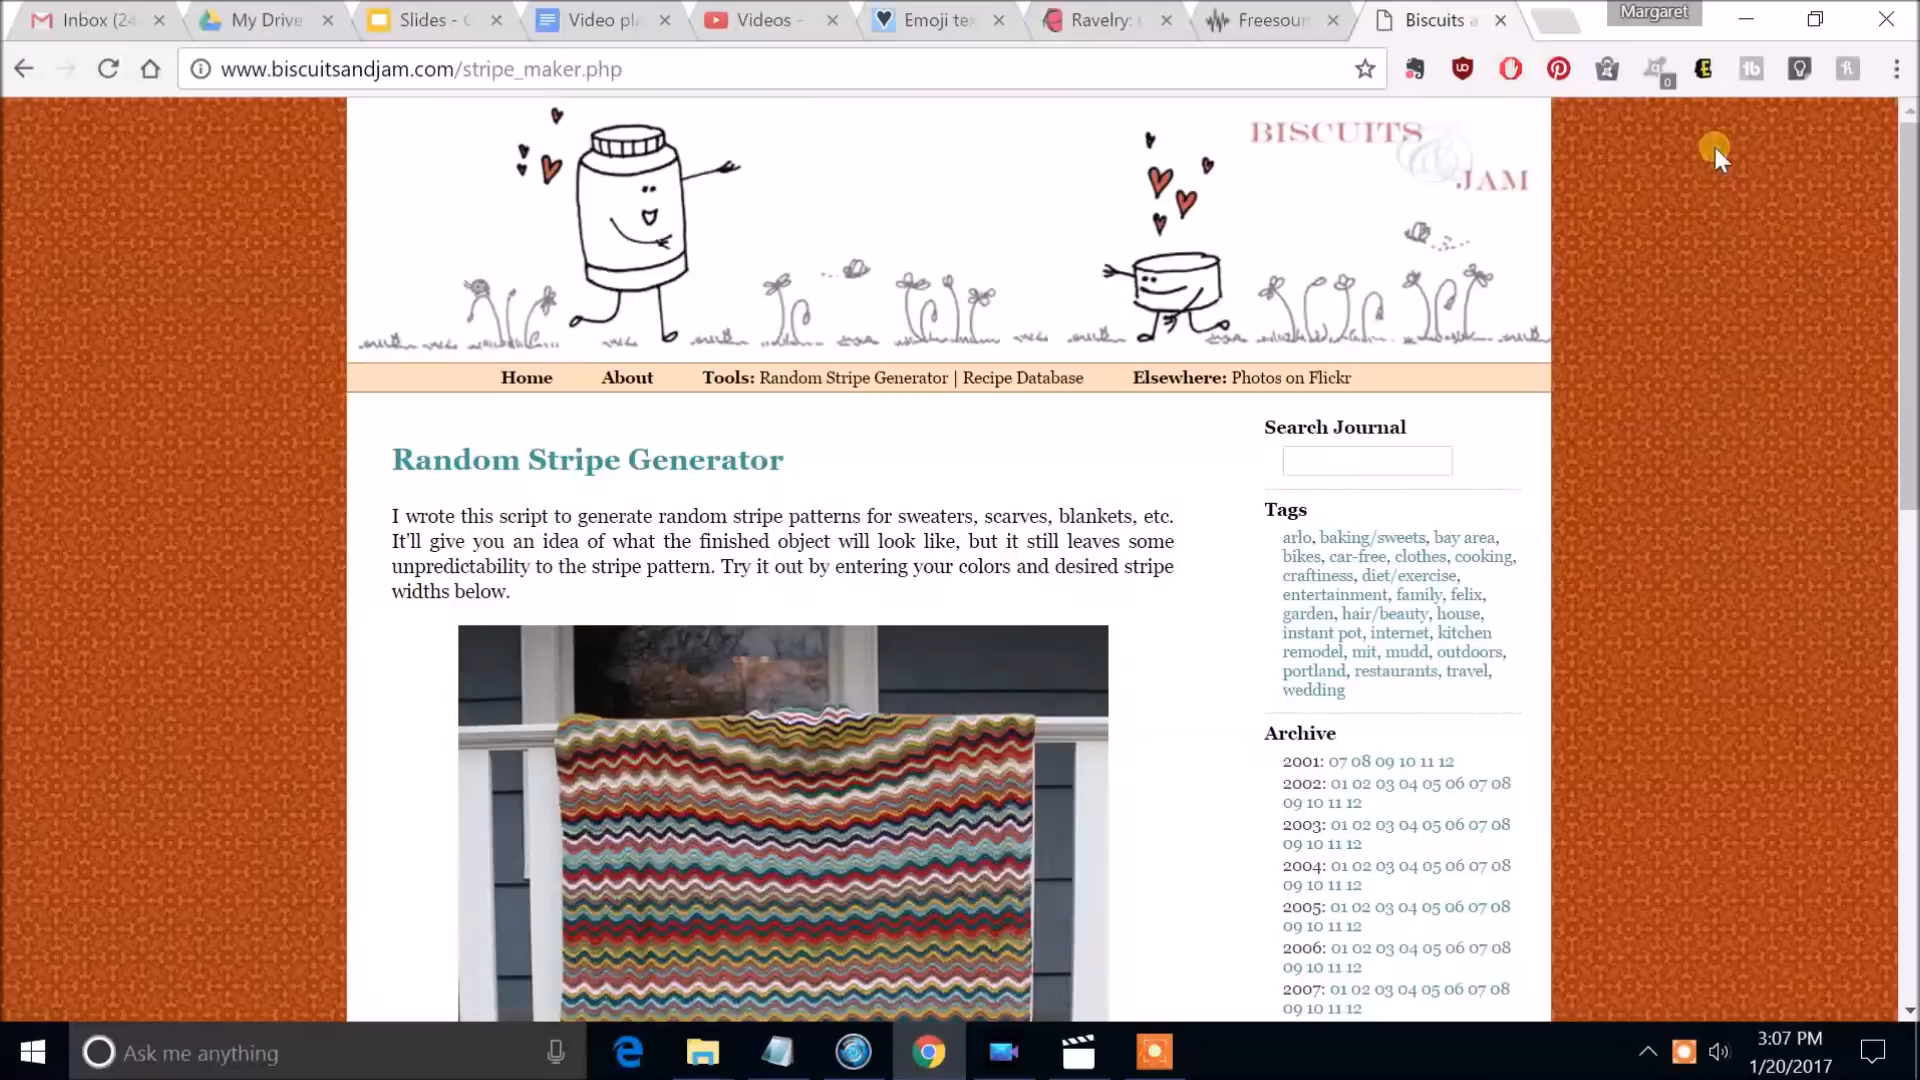 Inbox (24
My Drive
Slides - G
Video pla
Videos -
Emoji te
Ravelry:
Freesoun
Biscuits a
Margaret
www.biscuitsandjam.com/stripe_maker.php
BISCUITS
& JAM
Home About Tools: Random Stripe Generator | Recipe Database Elsewhere: Photos on Flickr
Random Stripe Generator
I wrote this script to generate random stripe patterns for sweaters, scarves, blankets, etc.
It'll give you an idea of what the finished object will look like, but it still leaves some
unpredictability to the stripe pattern. Try it out by entering your colors and desired stripe
widths below.
Search Journal
Tags
arlo, baking/sweets, bay area,
bikes, car-free, clothes, cooking,
craftiness, diet/exercise,
entertainment, family, felix,
garden, hair/beauty, house,
instant pot, internet, kitchen
remodel, mit, mudd, outdoors,
portland, restaurants, travel,
wedding
Archive
2001: 07 08 09 10 11 12
2002: 01 02 03 04 05 06 07 08
09 10 11 12
2003: 01 02 03 04 05 06 07 08
09 10 11 12
2004: 01 02 03 04 05 06 07 08
09 10 11 12
2005: 01 02 03 04 05 06 07 08
09 10 11 12
2006: 01 02 03 04 05 06 07 08
09 10 11 12
2007: 01 02 03 04 05 06 07 08
09 10 11 12
Ask me anything
3:07 PM
1/20/2017